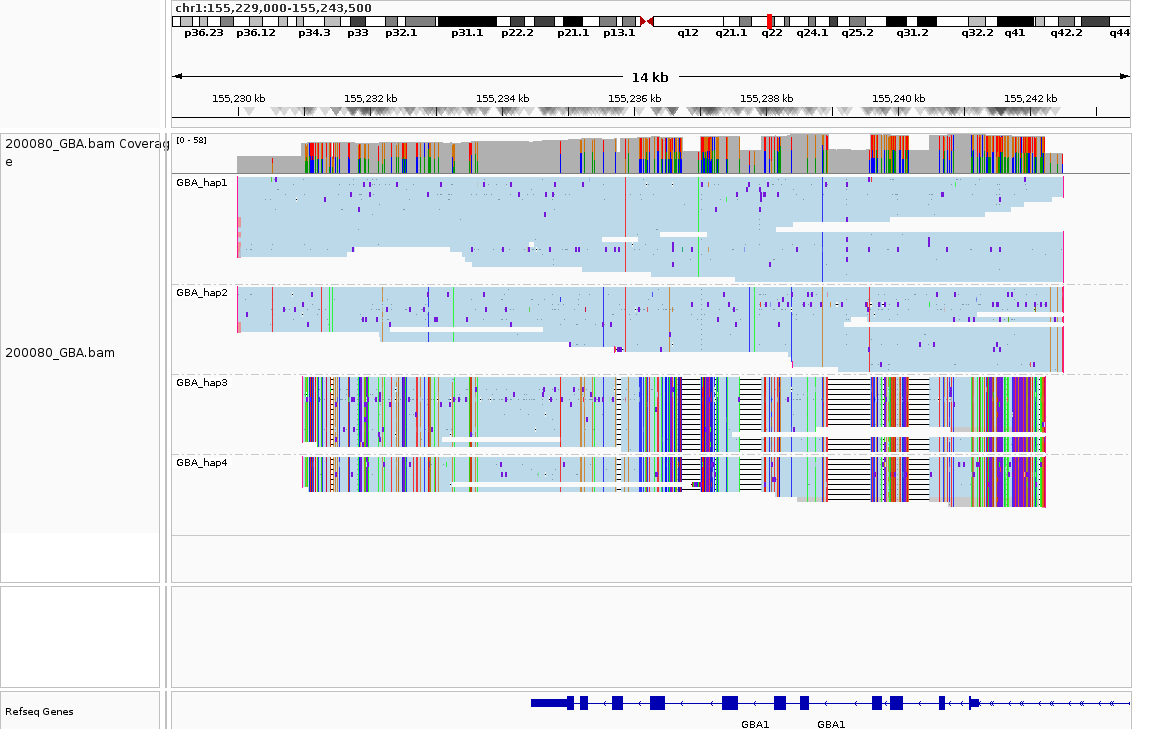 chr1:155,229,000-155,243,500
p36.23 p36.12 p34.3 p33 p32.1 p31.1 p22.2 p21.1 p13.1 q12 q21.1 q22 q24.1 q25.2 q31.2 q32.2 q41 q42.2 q44
14 kb
155,230 kb 155,232 kb 155,234 kb 155,236 kb 155,238 kb 155,240 kb 155,242 kb
200080_GBA.bam Coverag
e
[0 - 58]
GBA_hap1
GBA_hap2
200080_GBA.bam
GBA_hap3
GBA_hap4
Refseq Genes
GBA1 GBA1